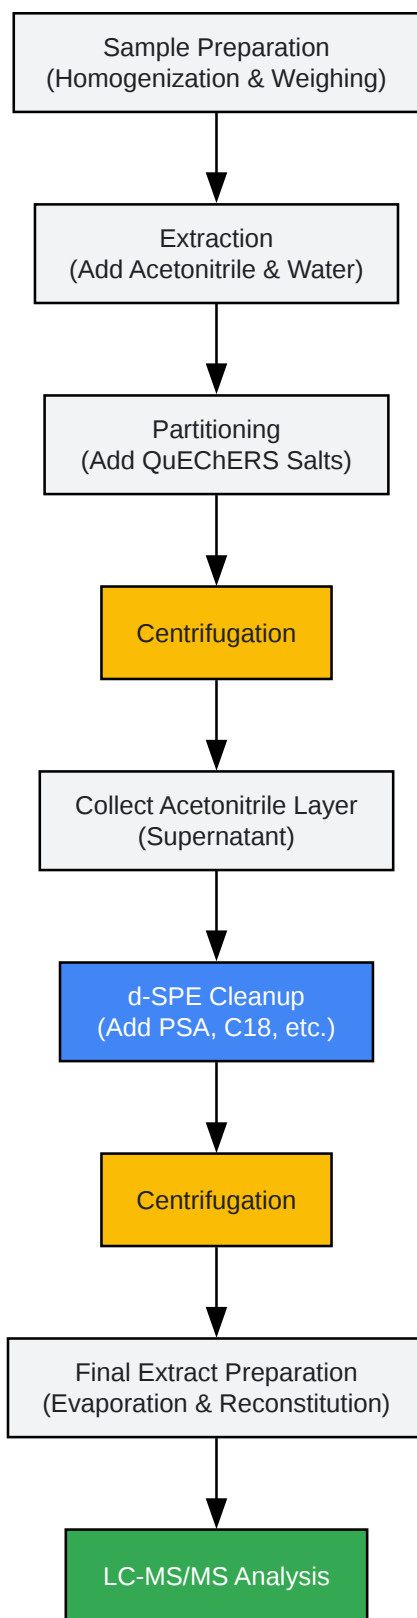 Sample Preparation
(Homogenization & Weighing)
Extraction
(Add Acetonitrile & Water)
Partitioning
(Add QuEChERS Salts)
Centrifugation
Collect Acetonitrile Layer
(Supernatant)
d-SPE Cleanup
(Add PSA, C18, etc.)
Centrifugation
Final Extract Preparation
(Evaporation & Reconstitution)
LC-MS/MS Analysis